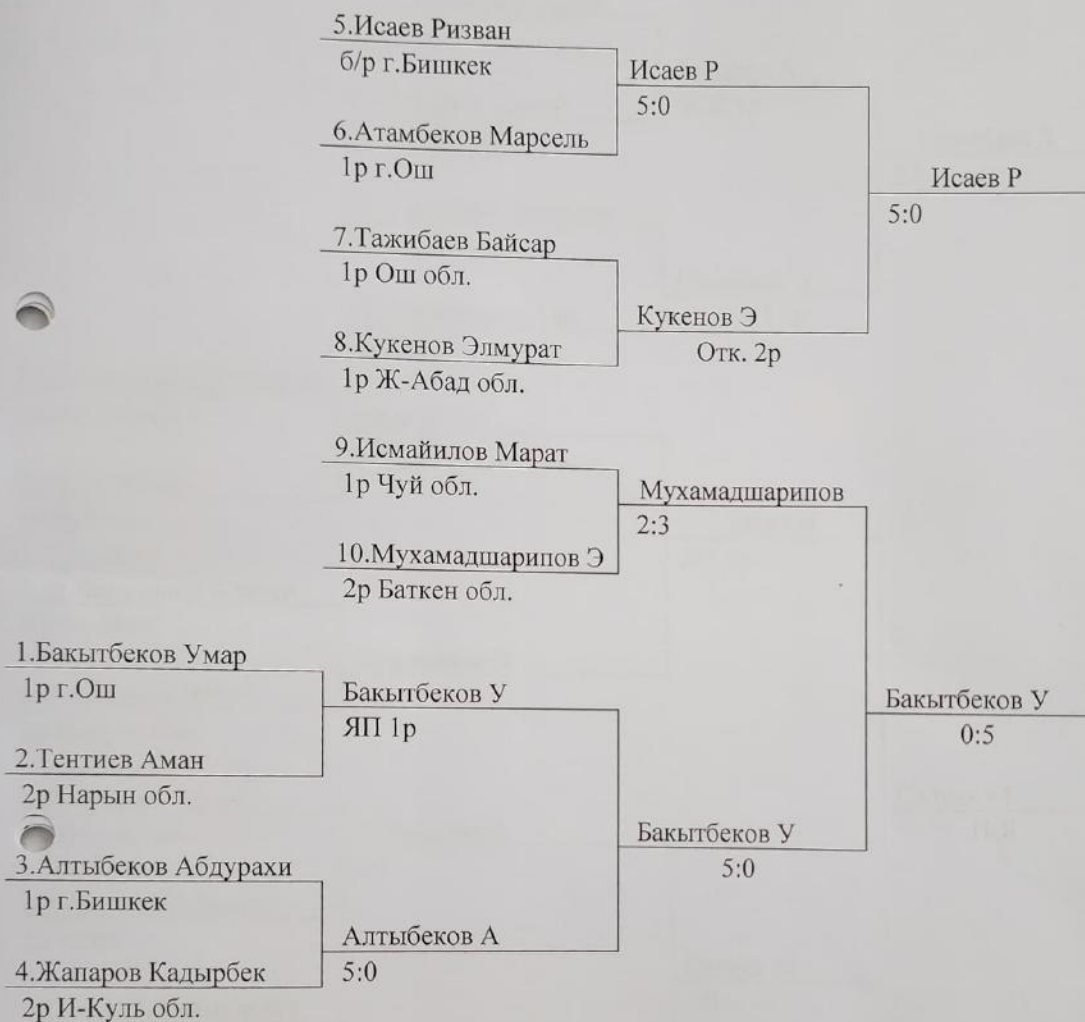 5.Исаев Ризван
б/р г.Бишкек
Исаев Р
5:0
6.Атамбеков Марсель
1р г.Ош
Исаев Р
5:0
7.Тажибаев Байсар
1р Ош обл.
Кукенов Э
Отк. 2р
8.Кукенов Элмурат
1р Ж-Абад обл.
9.Исмайилов Марат
1р Чуй обл.
Мухамадшарипов
2:3
10.Мухамадшарипов Э
2р Баткен обл.
1.Бакытбеков Умар
1р г.Ош
Бакытбеков У
ЯП 1р
Бакытбеков У
0:5
2.Тентиев Аман
2р Нарын обл.
Бакытбеков У
5:0
3.Алтыбеков Абдурахи
1р г.Бишкек
Алтыбеков А
5:0
4.Жапаров Кадырбек
2р И-Куль обл.